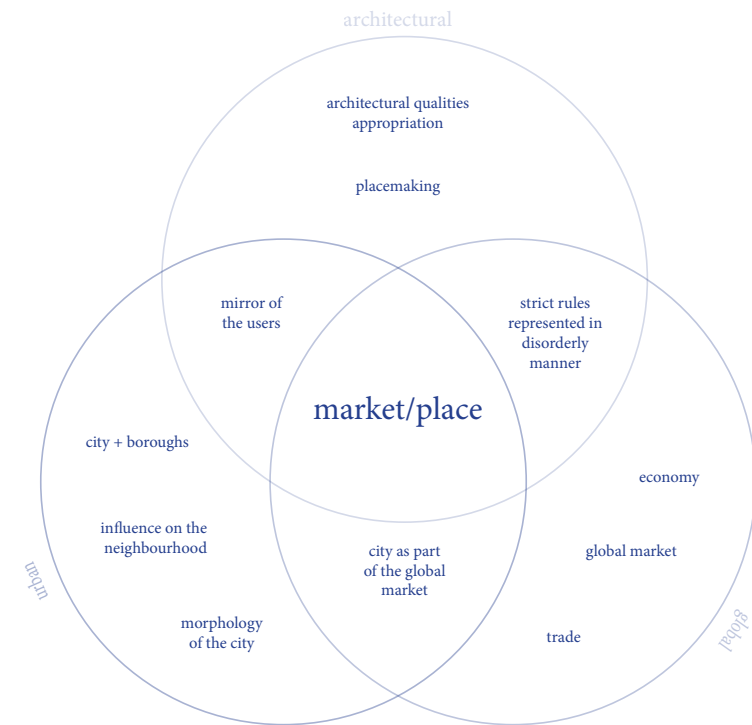 architectural
architectural qualities
appropriation
placemaking
mirror of
the users
strict rules
represented in
disorderly
manner
market/place
city + boroughs
economy
influence on the
neighbourhood
city as part
of the global
market
global market
urban
morphology
of the city
trade
global